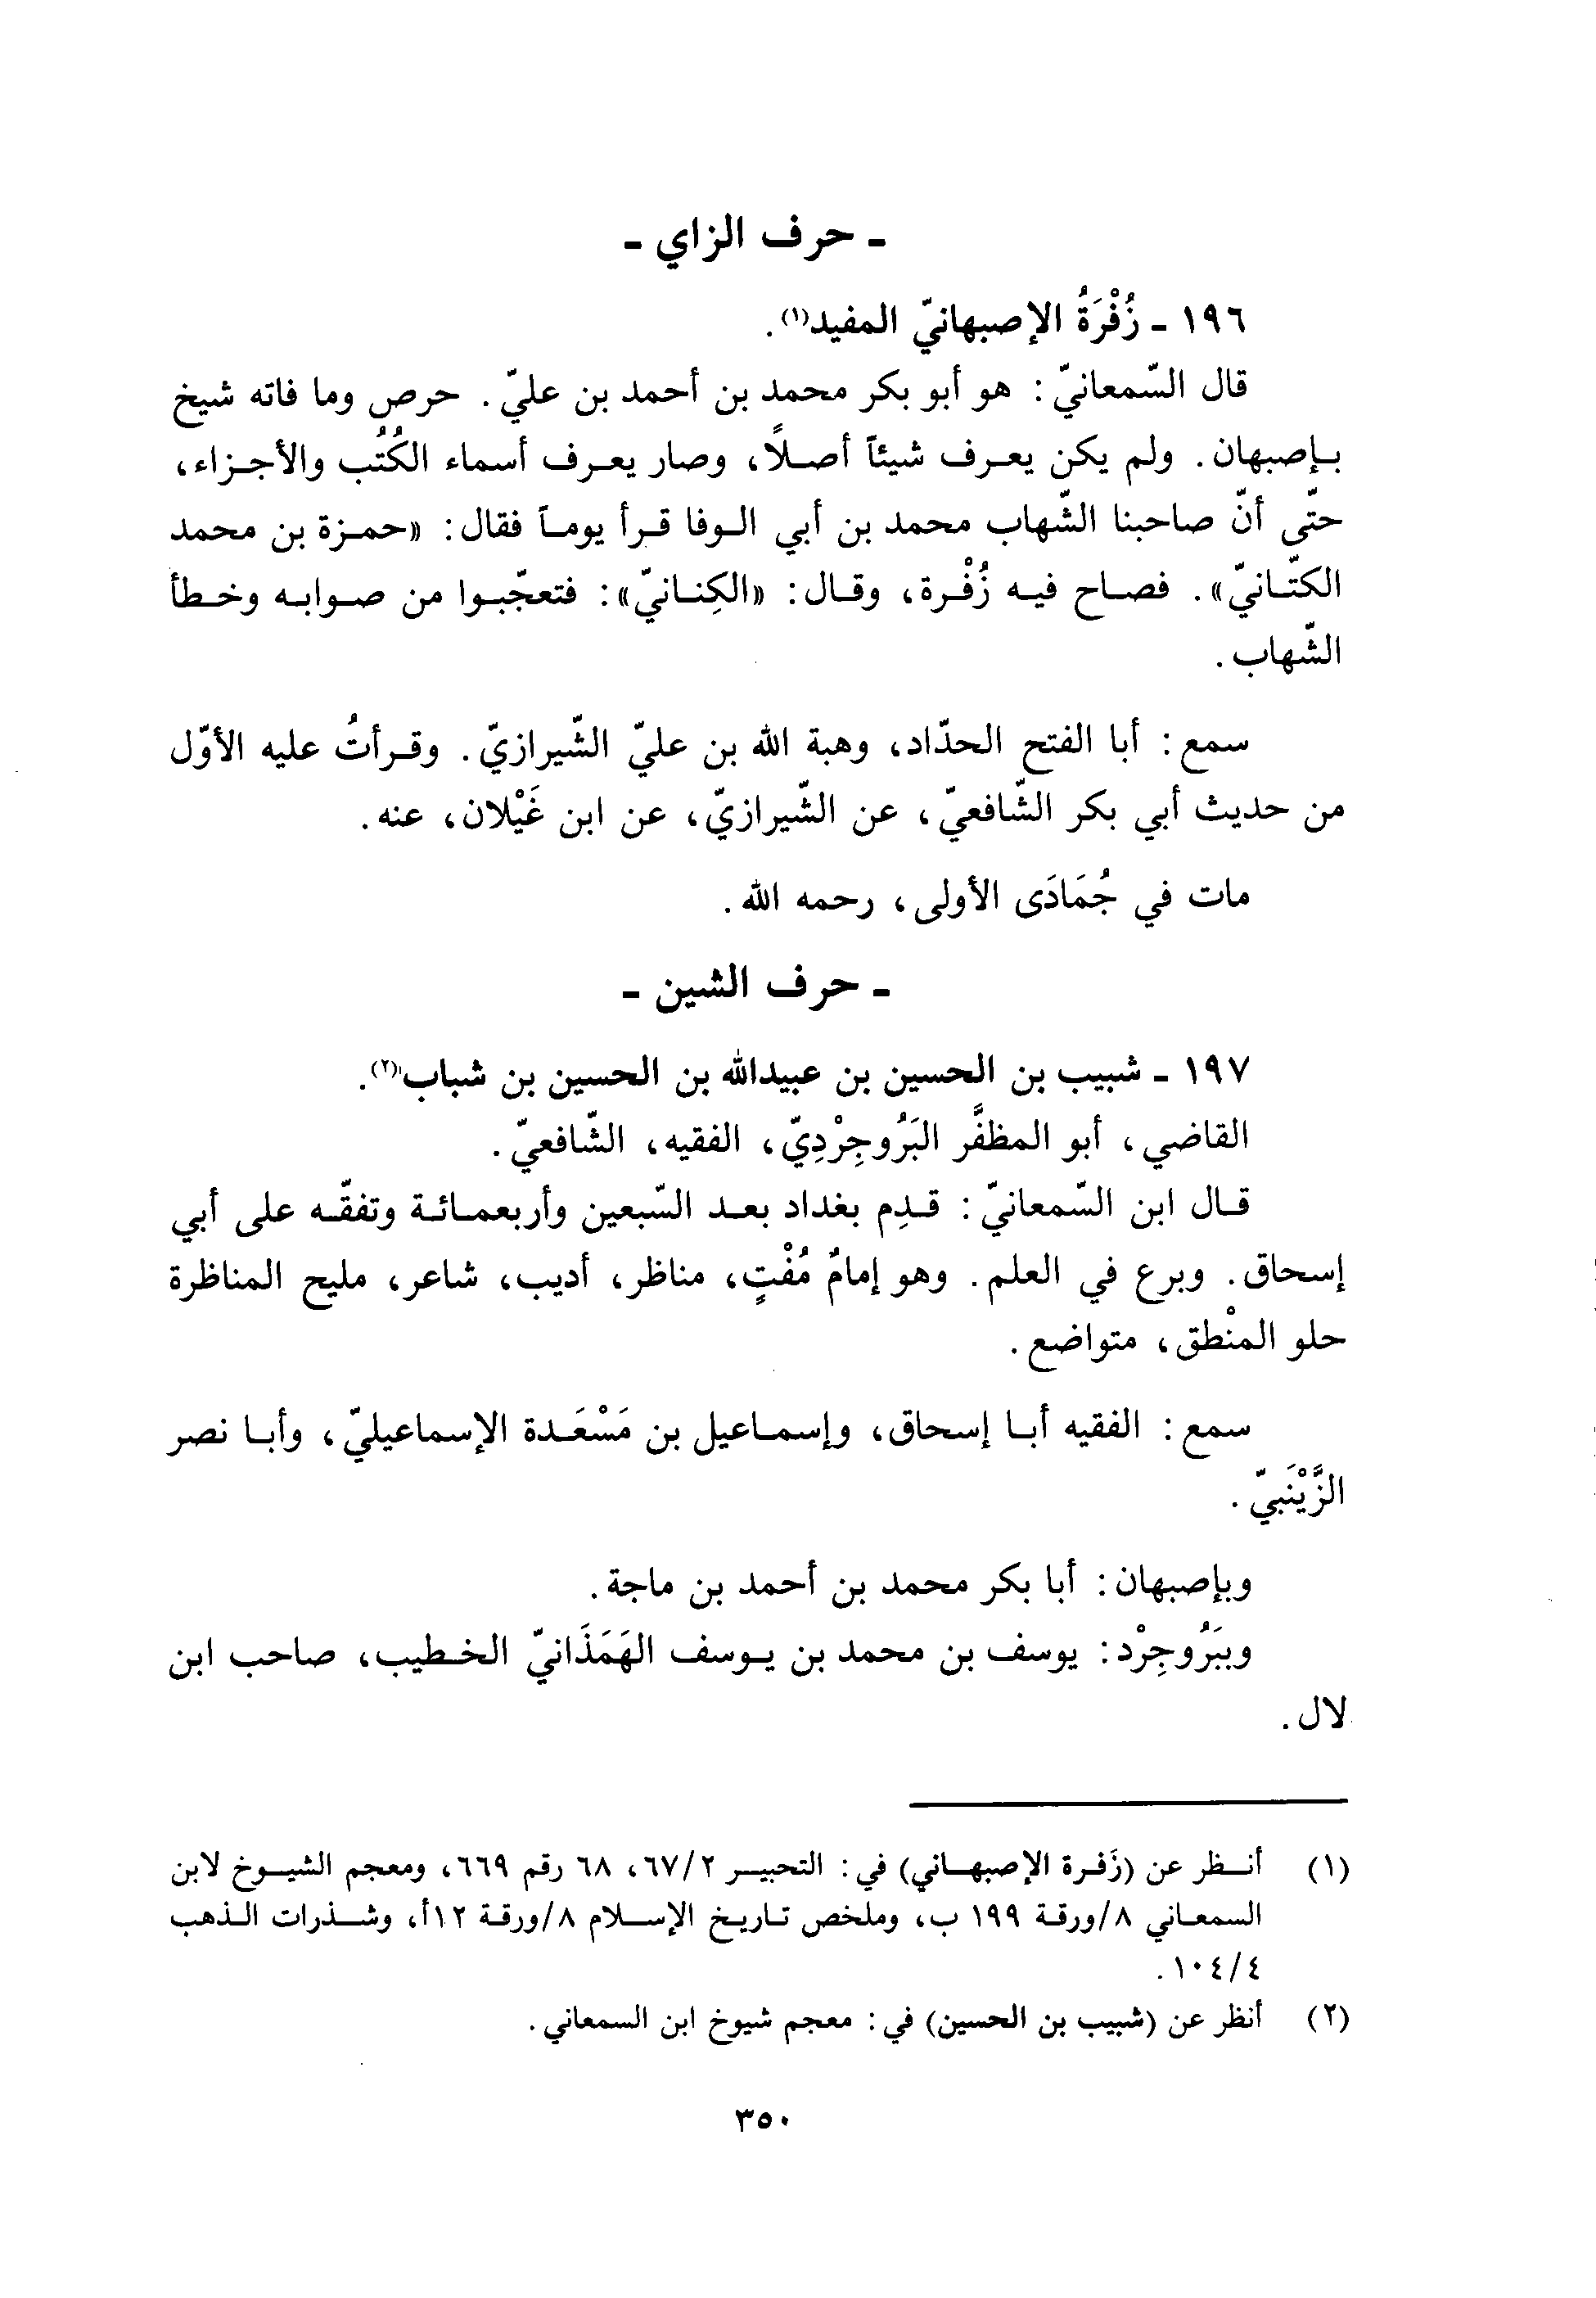 ـ حرف الزاي ـ
١٩٦ ـ زُفْرَةُ الإصبهانيّ المفيد(١).
قال السّمعانيّ: هو أبو بكر محمد بن أحمد بن عليّ. حرص وما فاته شيخ
بإصبهان. ولم يكن يعرف شيئاً أصلاً، وصار يعرف أسماء الكُتُب والأجزاء،
حتّى أنّ صاحبنا الشّهاب محمد بن أبي الوفا قرأ يوماً فقال: «حمزة بن محمد
الكتّانيّ». فصاح فيه زُفْرة، وقال: «الكِنانيّ»: فتعجّبوا من صوابه وخطأ
الشّهاب.
سمع: أبا الفتح الحدّاد، وهبة الله بن عليّ الشّيرازيّ. وقرأتُ عليه الأوّل
من حديث أبي بكر الشّافعيّ، عن الشّيرازيّ، عن ابن غَيْلان، عنه.
مات في جُمَادَى الأولى، رحمه الله.
ـ حرف الشين ـ
١٩٧ ـ شبيب بن الحسين بن عبيدالله بن الحسين بن شباب(٢).
القاضي، أبو المظفَّر البَرُوجِرْدِيّ، الفقيه، الشّافعيّ.
قال ابن السّمعانيّ: قدِم بغداد بعد السّبعين وأربعمائة وتفقّه على أبي
إسحاق. وبرع في العلم. وهو إمامٌ مُفْتٍ، مناظر، أديب، شاعر، مليح المناظرة
حلو المنْطق، متواضع.
سمع: الفقيه أبا إسحاق، وإسماعيل بن مَسْعَدة الإسماعيليّ، وأبا نصر
الزَّيْنَبيّ.
وبإصبهان: أبا بكر محمد بن أحمد بن ماجة.
وببَرُوجِرْد: يوسف بن محمد بن يوسف الهَمَذَانيّ الخطيب، صاحب ابن
لال.
(١) أنظر عن (زَفرة الإصبهاني) في: التحبير ٦٧/٢، ٦٨ رقم ٦٦٩، ومعجم الشيوخ لابن
السمعاني ٨/ورقة ١٩٩ ب، وملخص تاريخ الإسلام ٨/ورقة ١٢أ، وشذرات الذهب
١٠٤/٤.
(٢) أنظر عن (شبيب بن الحسين) في: معجم شيوخ ابن السمعاني.
٣٥٠